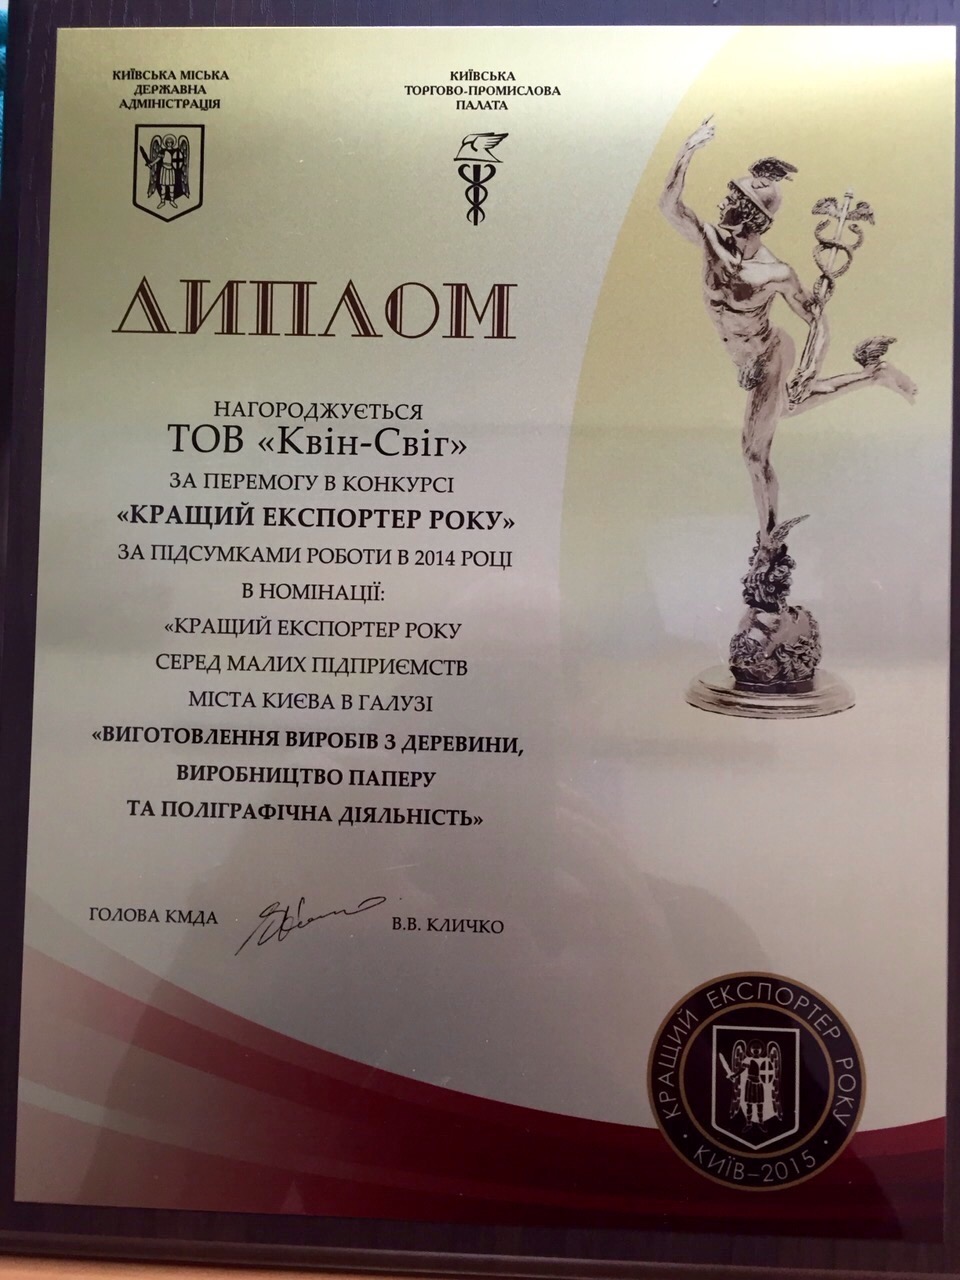 КИЇВСЬКА МІСЬКА
ДЕРЖАВНА
АДМІНІСТРАЦІЯ
КИЇВСЬКА
ТОРГОВО-ПРОМИСЛОВА
ПАЛАТА
ДИПЛОМ
НАГОРОДЖУЄТЬСЯ
ТОВ «Квін-Свіг»
ЗА ПЕРЕМОГУ В КОНКУРСІ
«КРАЩИЙ ЕКСПОРТЕР РОКУ»
ЗА ПІДСУМКАМИ РОБОТИ В 2014 РОЦІ
В НОМІНАЦІЇ:
«КРАЩИЙ ЕКСПОРТЕР РОКУ
СЕРЕД МАЛИХ ПІДПРИЄМСТВ
МІСТА КИЄВА В ГАЛУЗІ
«ВИГОТОВЛЕННЯ ВИРОБІВ З ДЕРЕВИНИ,
ВИРОБНИЦТВО ПАПЕРУ
ТА ПОЛІГРАФІЧНА ДІЯЛЬНІСТЬ»
ГОЛОВА КМДА В.В. КЛИЧКО
КРАЩИЙ ЕКСПОРТЕР РОКУ
• КИЇВ–2015 •